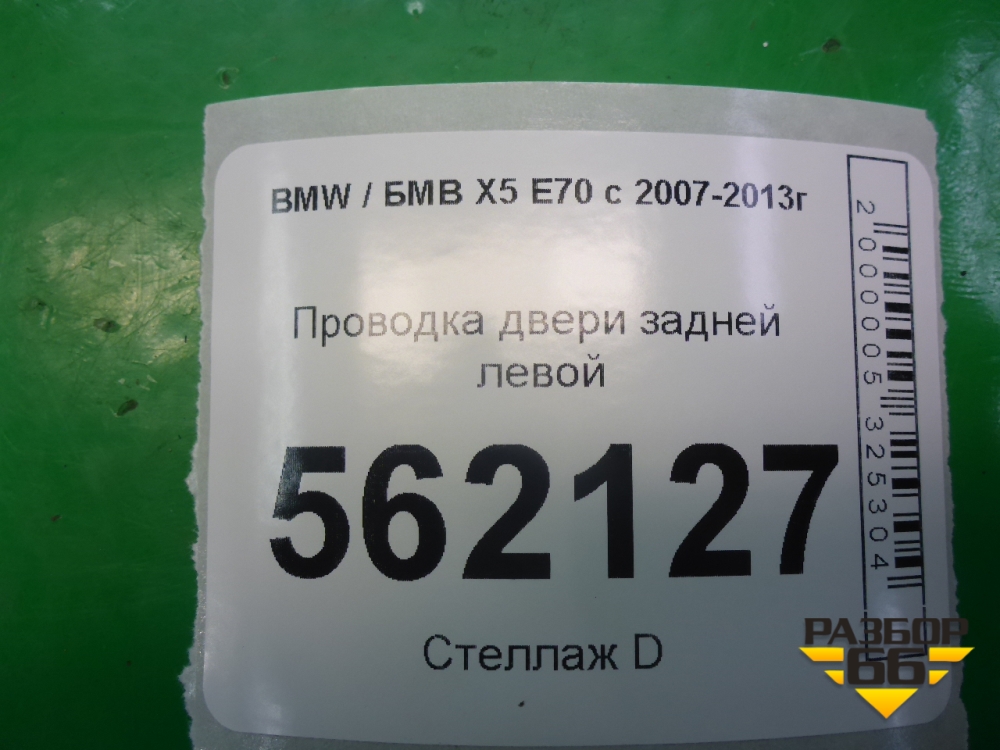 BMW / БМВ X5 E70 с 2007-2013г
Проводка двери задней
левой
562127
Стеллаж D
2000005325304
РАЗБОР
66